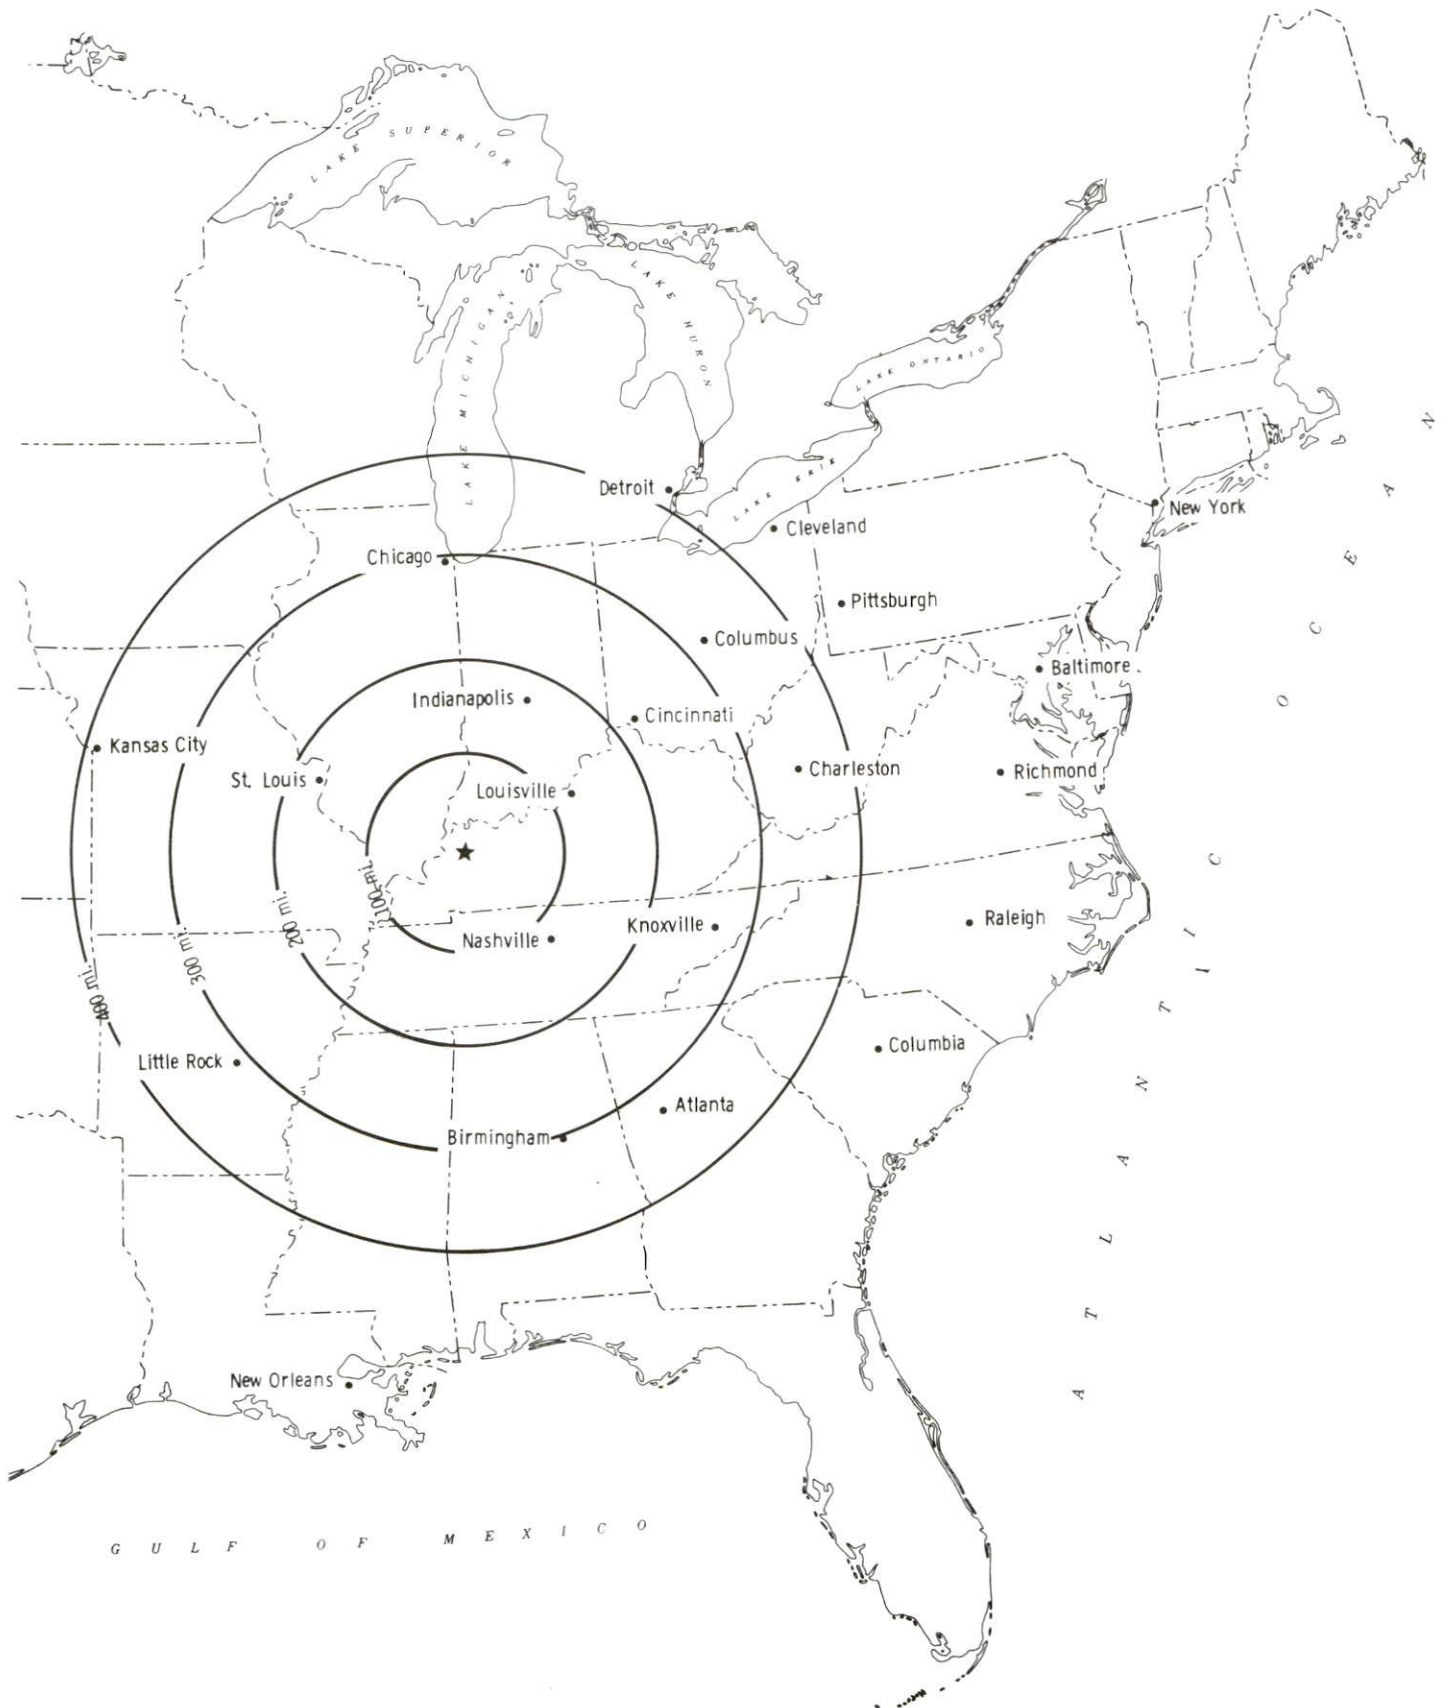 LAKE SUPERIOR
LAKE MICHIGAN
LAKE HURON
LAKE ONTARIO
LAKE ERIE
Detroit
Cleveland
New York
Chicago
Pittsburgh
Columbus
Baltimore
Indianapolis
Cincinnati
Kansas City
St. Louis
Charleston
Richmond
Louisville
100 mi.
200 mi.
300 mi.
400 mi.
Nashville
Knoxville
Raleigh
Little Rock
Columbia
Atlanta
Birmingham
New Orleans
GULF OF MEXICO
ATLANTIC OCEAN